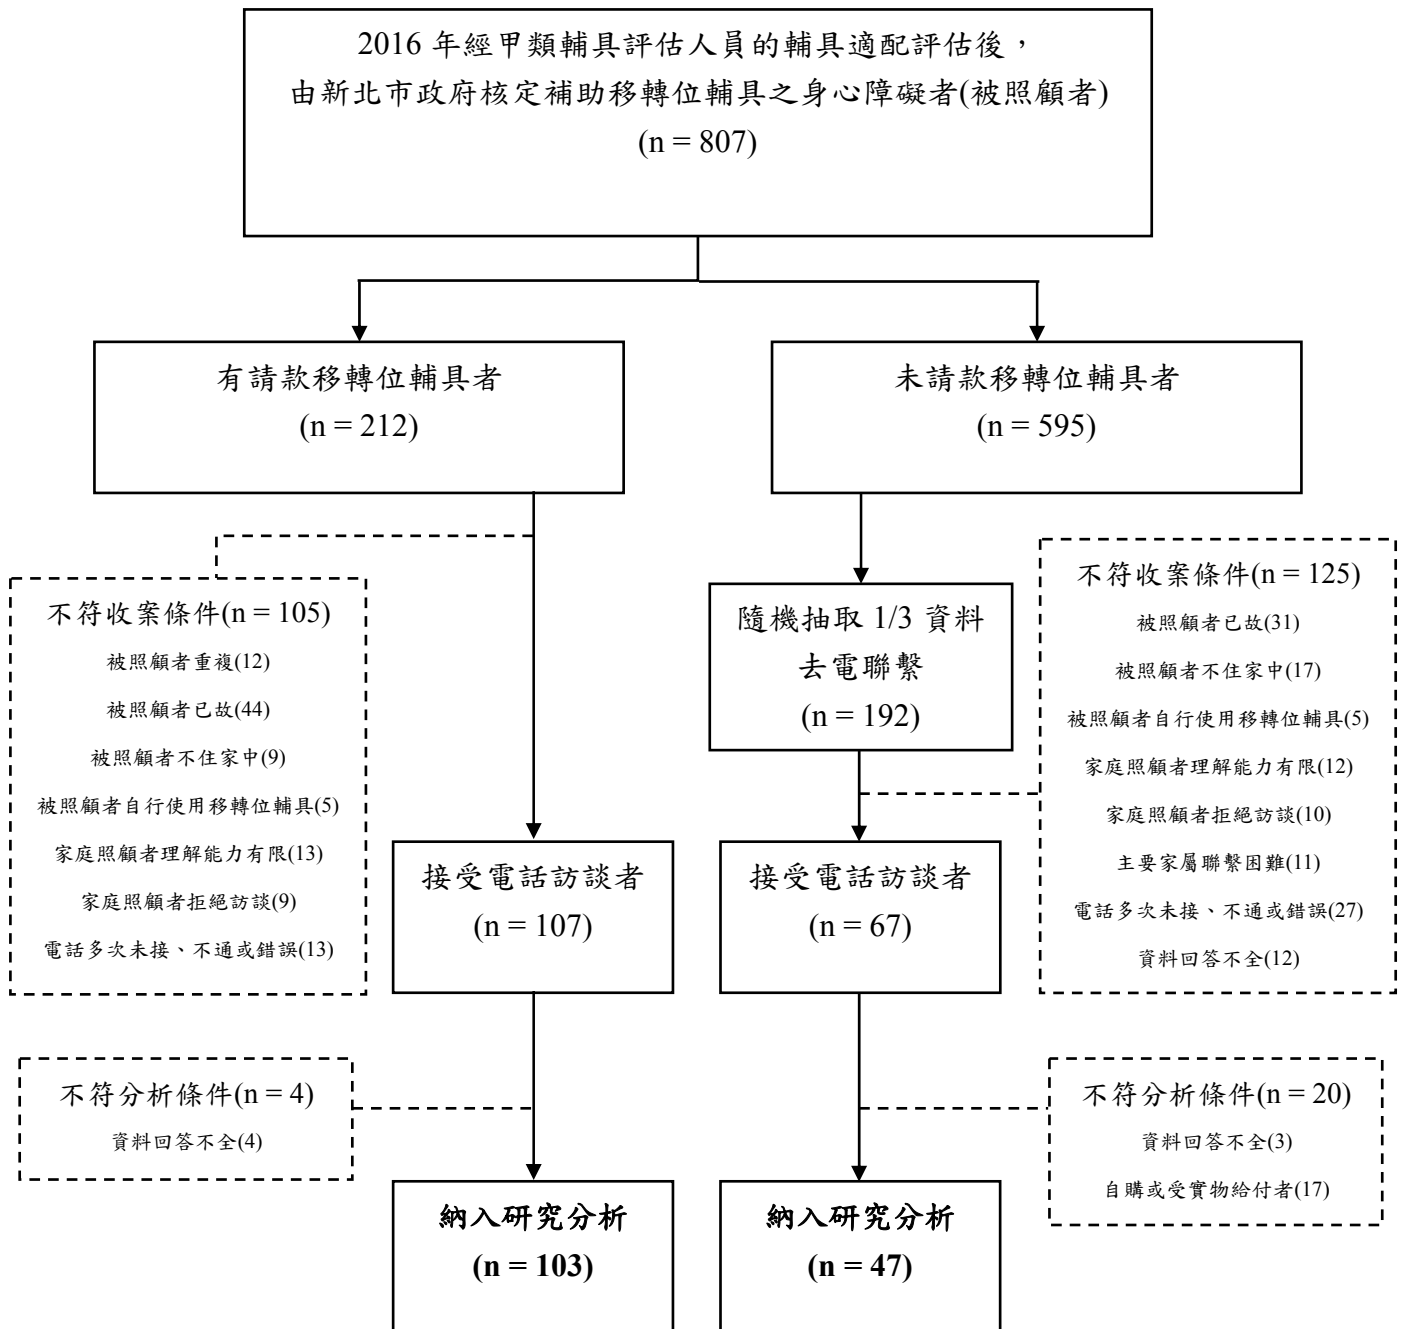 2016 年經甲類輔具評估人員的輔具適配評估後，
由新北市政府核定補助移轉位輔具之身心障礙者(被照顧者)
(n = 807)
有請款移轉位輔具者
(n = 212)
未請款移轉位輔具者
(n = 595)
不符收案條件(n = 105)
被照顧者重複(12)
被照顧者已故(44)
被照顧者不住家中(9)
被照顧者自行使用移轉位輔具(5)
家庭照顧者理解能力有限(13)
家庭照顧者拒絕訪談(9)
電話多次未接、不通或錯誤(13)
隨機抽取 1/3 資料
去電聯繫
(n = 192)
不符收案條件(n = 125)
被照顧者已故(31)
被照顧者不住家中(17)
被照顧者自行使用移轉位輔具(5)
家庭照顧者理解能力有限(12)
家庭照顧者拒絕訪談(10)
主要家屬聯繫困難(11)
電話多次未接、不通或錯誤(27)
資料回答不全(12)
接受電話訪談者
(n = 107)
接受電話訪談者
(n = 67)
不符分析條件(n = 4)
資料回答不全(4)
不符分析條件(n = 20)
資料回答不全(3)
自購或受實物給付者(17)
納入研究分析
(n = 103)
納入研究分析
(n = 47)